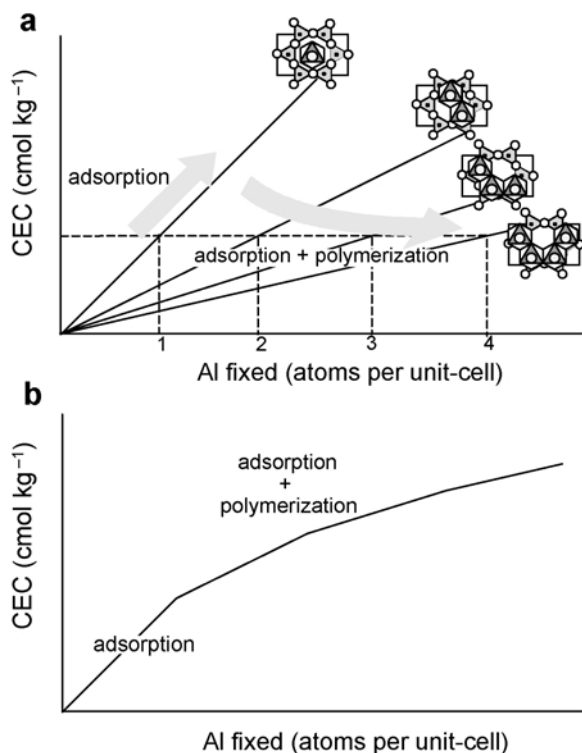 a
CEC (cmol kg⁻¹)
adsorption
adsorption + polymerization
1 2 3 4
Al fixed (atoms per unit-cell)
b
CEC (cmol kg⁻¹)
adsorption
+
polymerization
adsorption
Al fixed (atoms per unit-cell)